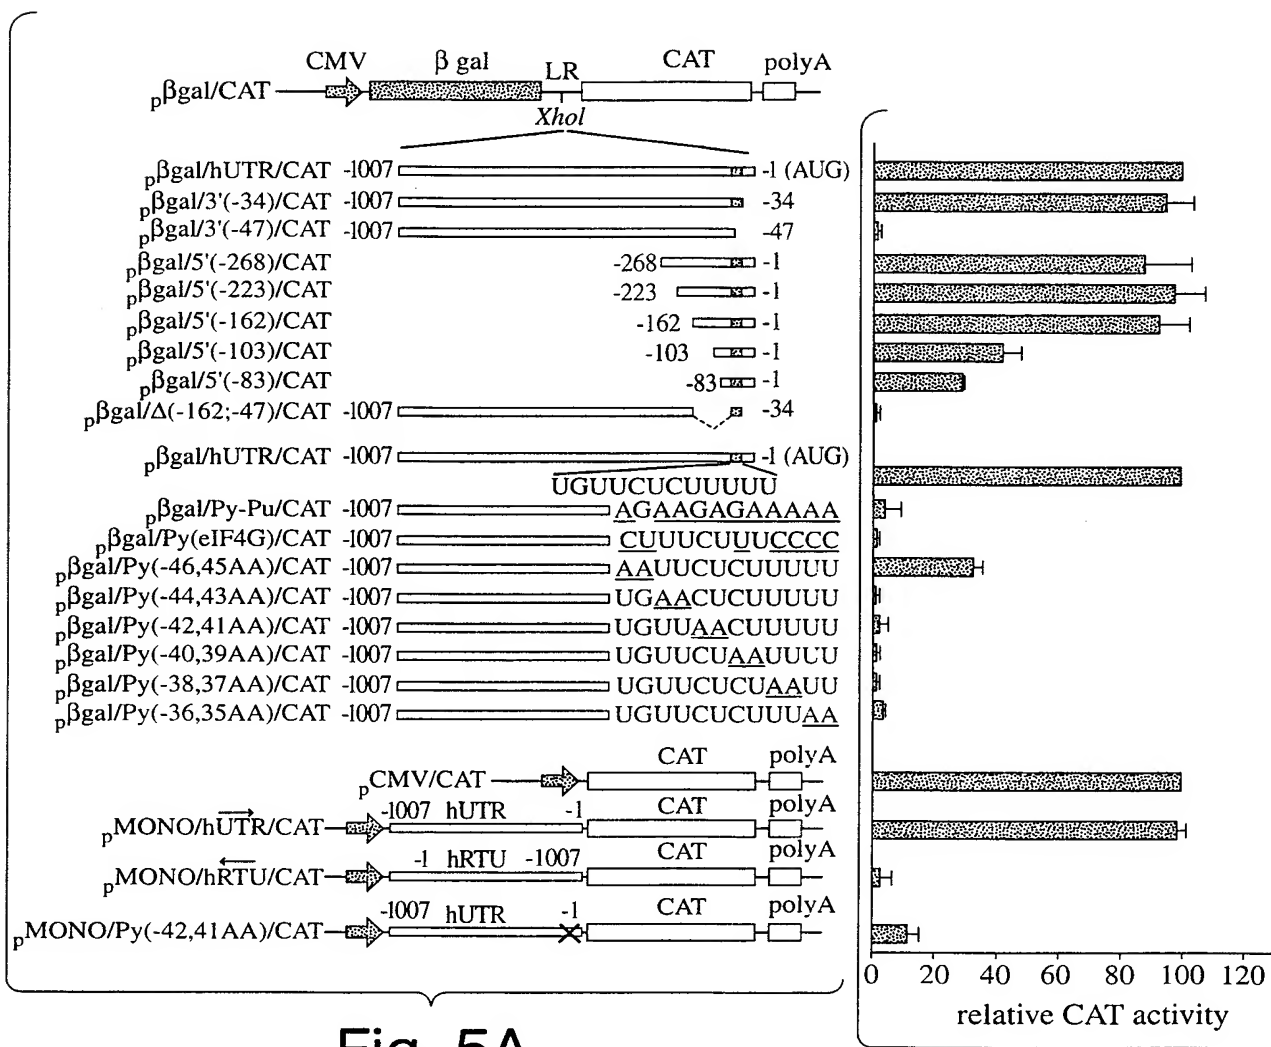 CMV β gal LR CAT polyA
pβgal/CAT
XhoI
pβgal/hUTR/CAT -1007 -1 (AUG)
pβgal/3'(-34)/CAT -1007 -34
pβgal/3'(-47)/CAT -1007 -47
pβgal/5'(-268)/CAT -268 -1
pβgal/5'(-223)/CAT -223 -1
pβgal/5'(-162)/CAT -162 -1
pβgal/5'(-103)/CAT -103 -1
pβgal/5'(-83)/CAT -83 -1
pβgal/Δ(-162;-47)/CAT -1007 -34
pβgal/hUTR/CAT -1007 -1 (AUG)
UGUUCUCUUUUU
pβgal/Py-Pu/CAT -1007 AGAAGAGAAAAA
pβgal/Py(eIF4G)/CAT -1007 CUUUCUUUCCCC
pβgal/Py(-46,45AA)/CAT -1007 AAUUCUCUUUUU
pβgal/Py(-44,43AA)/CAT -1007 UGAACUCUUUUU
pβgal/Py(-42,41AA)/CAT -1007 UGUUAACUUUUU
pβgal/Py(-40,39AA)/CAT -1007 UGUUCUAAUUUU
pβgal/Py(-38,37AA)/CAT -1007 UGUUCUCUAAUU
pβgal/Py(-36,35AA)/CAT -1007 UGUUCUCUUUAA
CAT polyA
pCMV/CAT
-1007 hUTR -1 CAT polyA
pMONO/hUTR/CAT
-1 hRTU -1007 CAT polyA
pMONO/hRTU/CAT
-1007 hUTR -1 CAT polyA
pMONO/Py(-42,41AA)/CAT
0 20 40 60 80 100 120
relative CAT activity
Fig. 5A